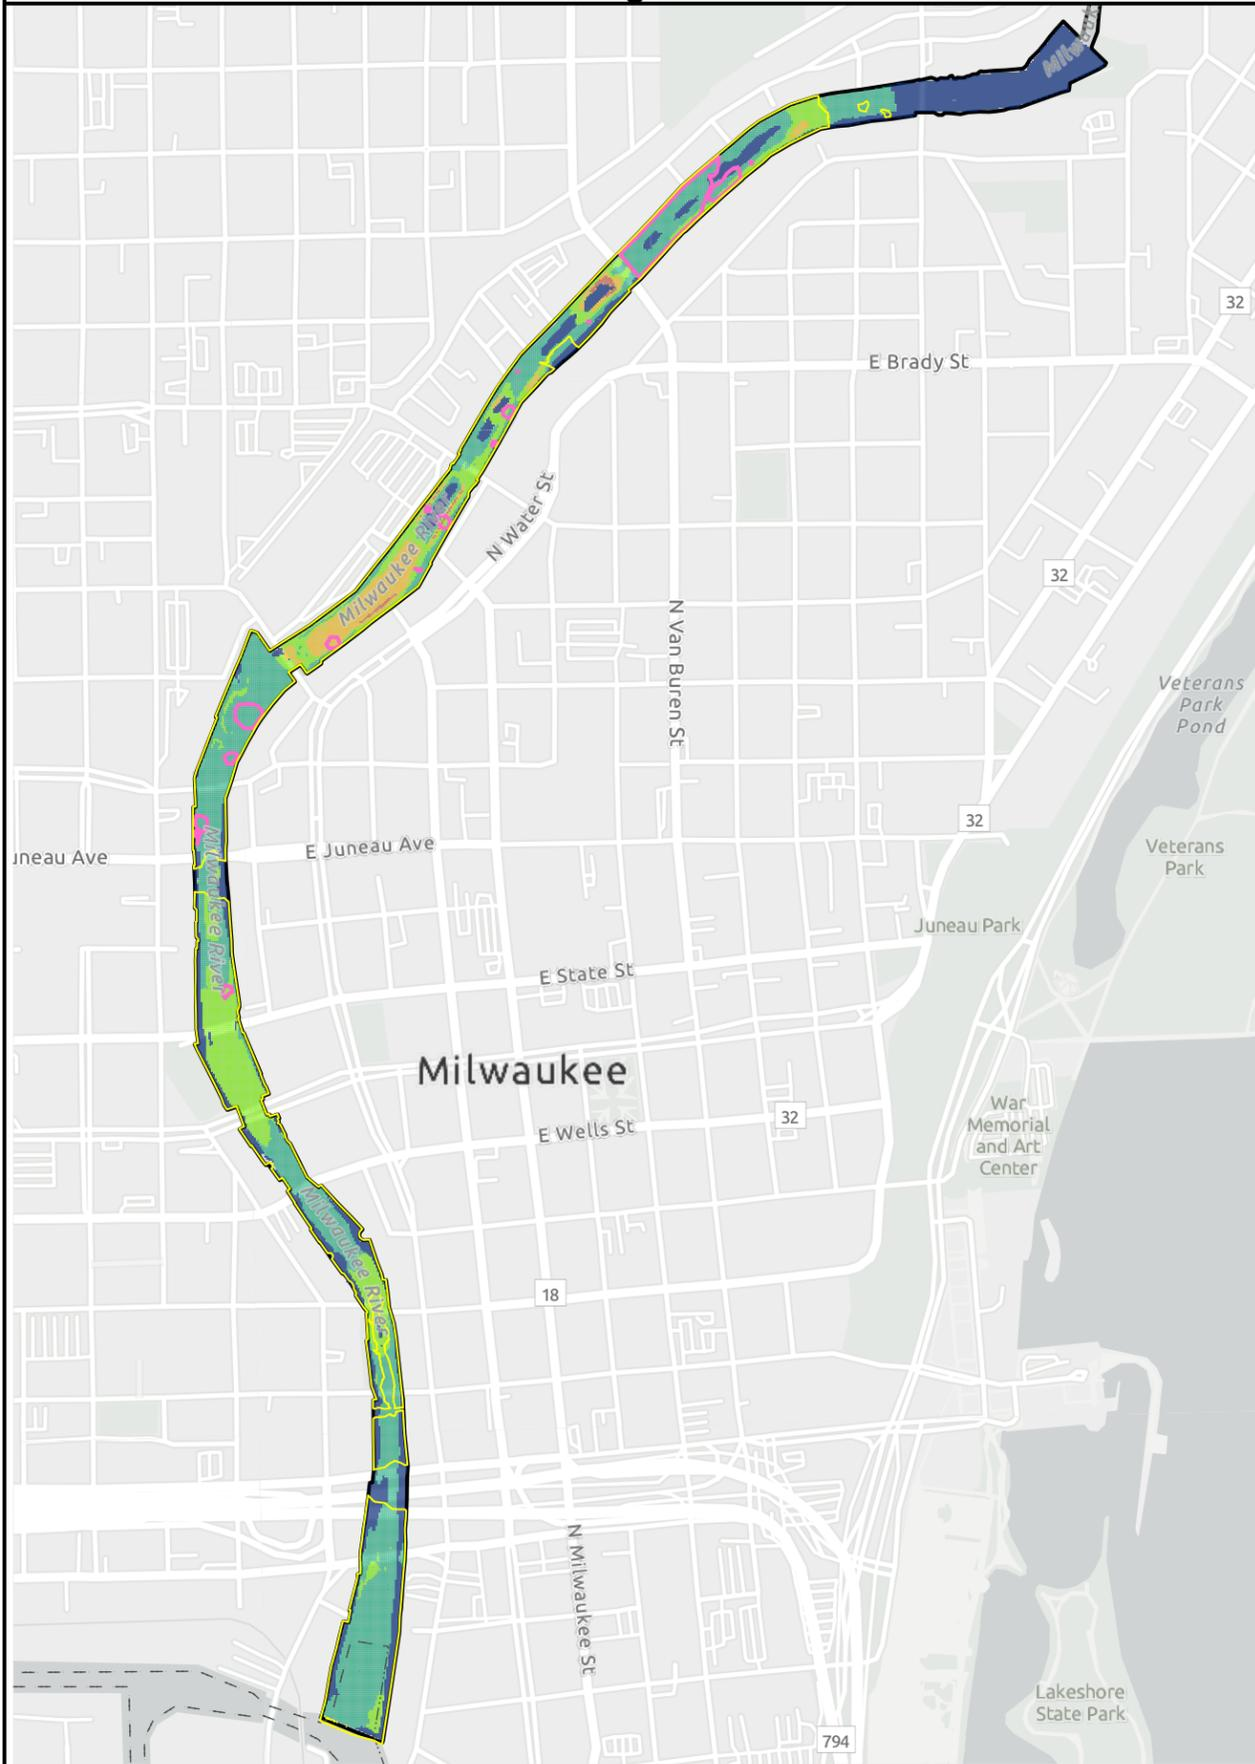 Milwauk
32
E Brady St
N Water St
32
Milwaukee River
N Van Buren St
Veterans
Park
Pond
32
Juneau Ave
E Juneau Ave
Veterans
Park
Milwaukee River
Juneau Park
E State St
Milwaukee
War
Memorial
and Art
Center
32
E Wells St
Milwaukee River
18
N Milwaukee St
Lakeshore
State Park
794